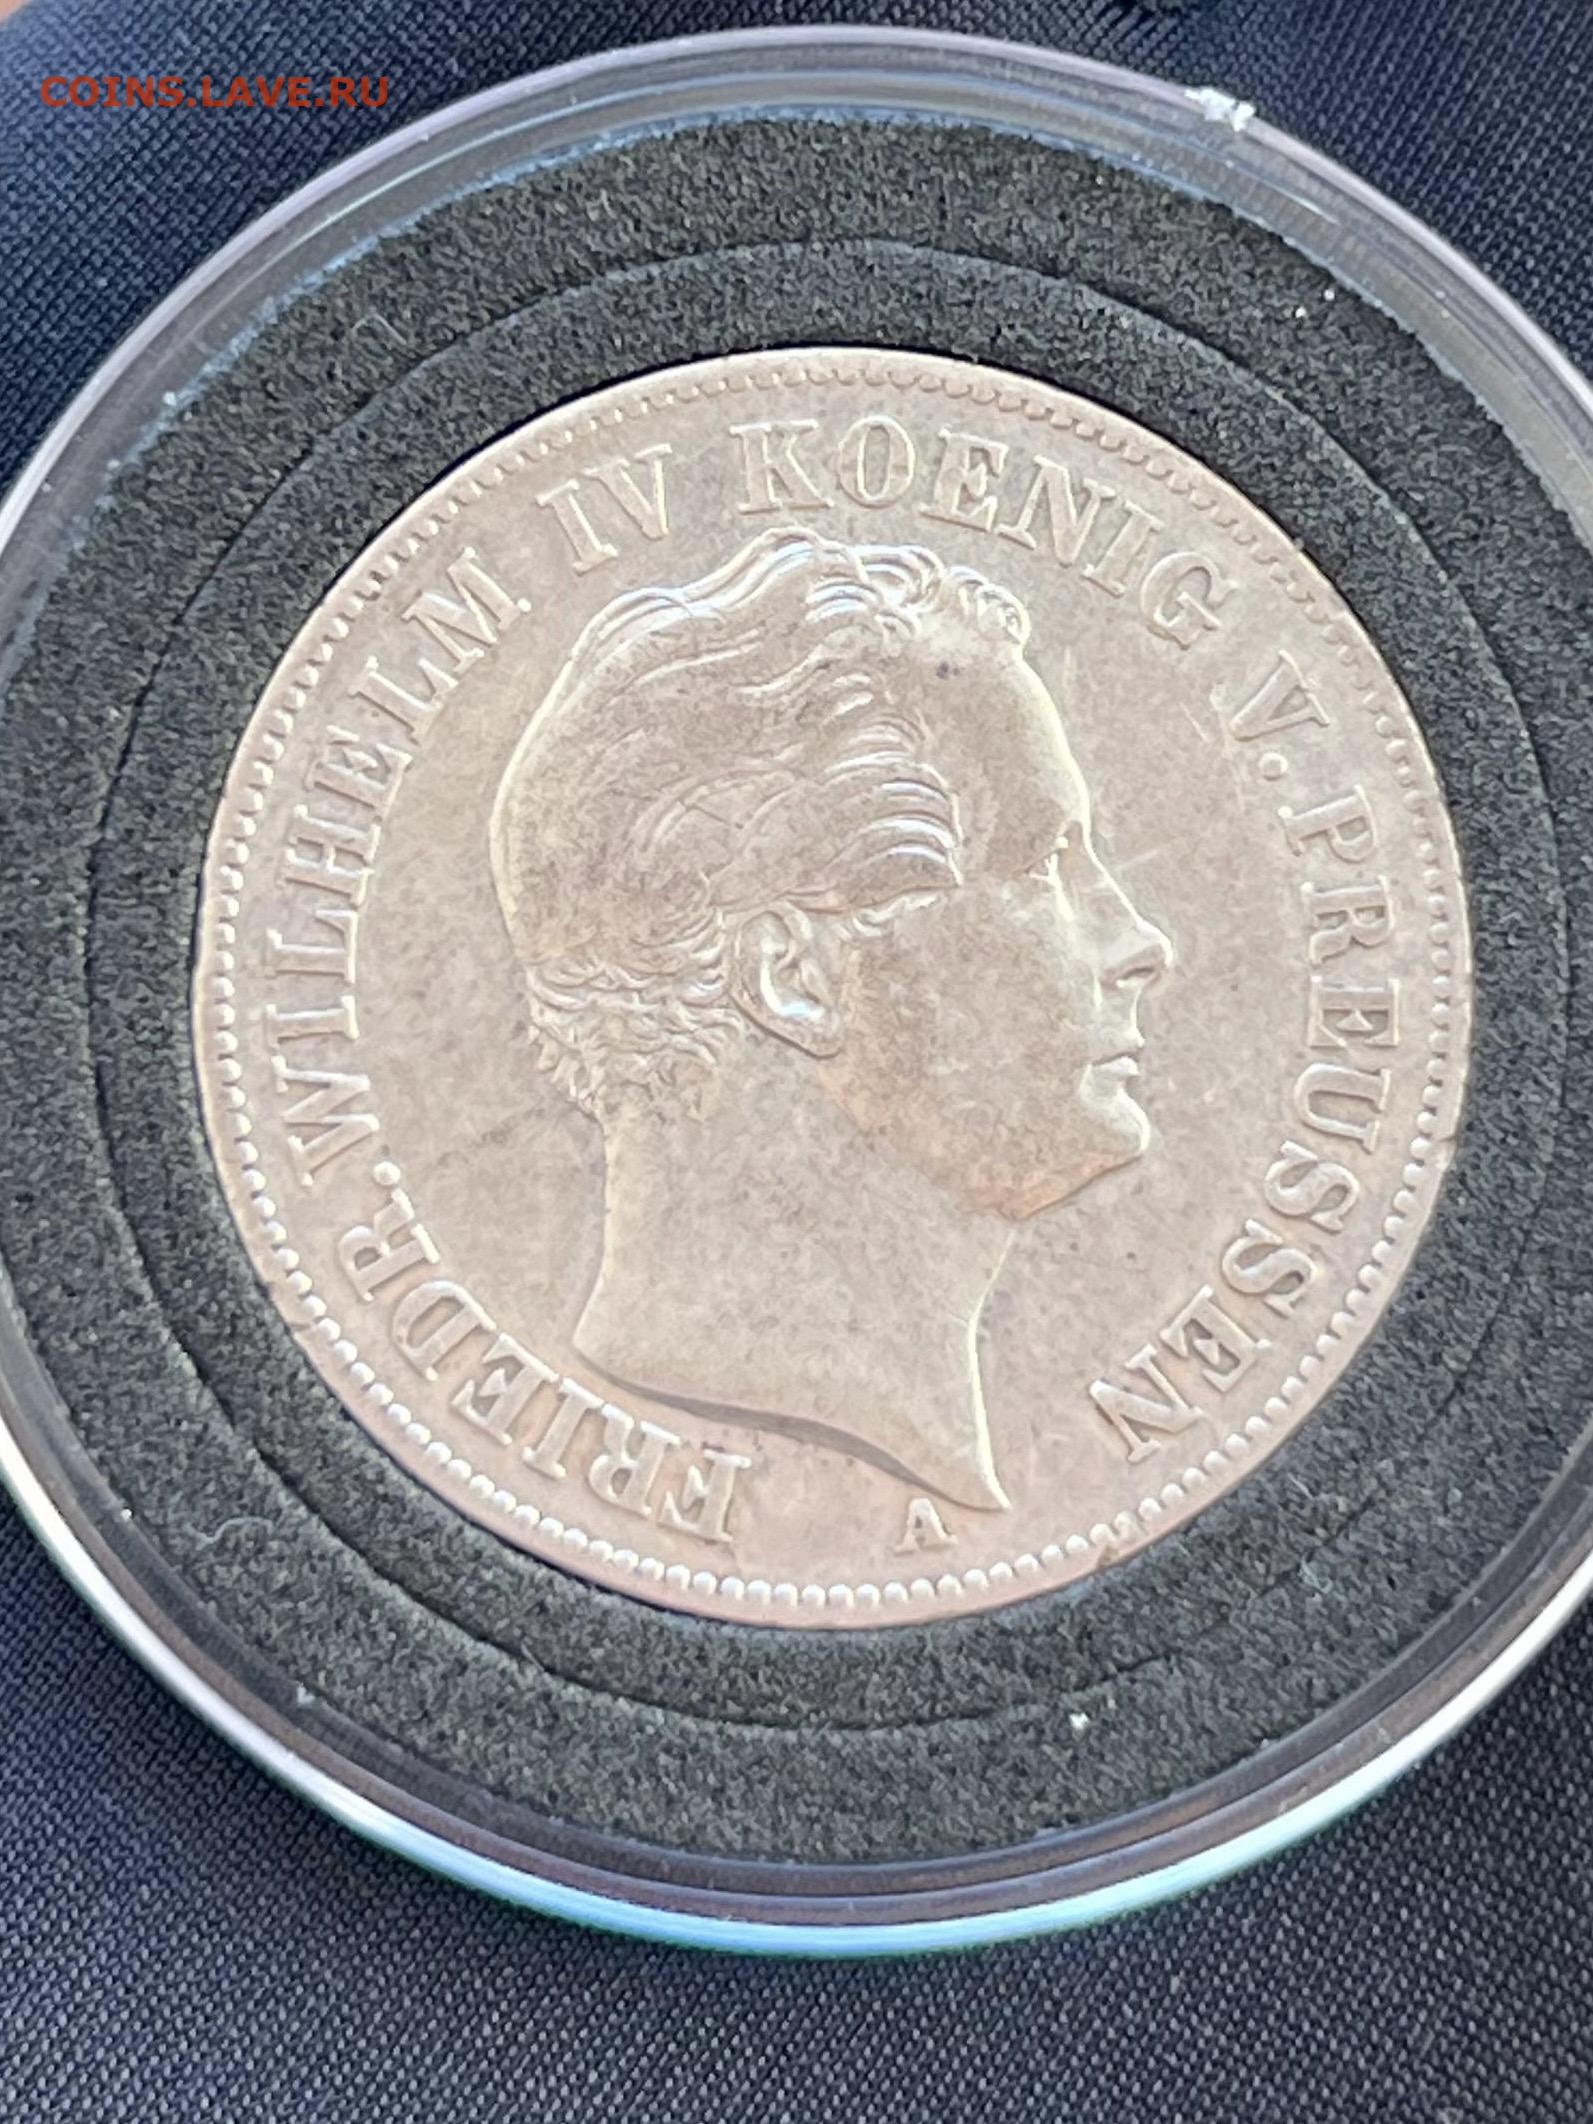 COINS.LAVE.RU
FRIEDR. WILHELM IV KOENIG V. PREUSSEN
A